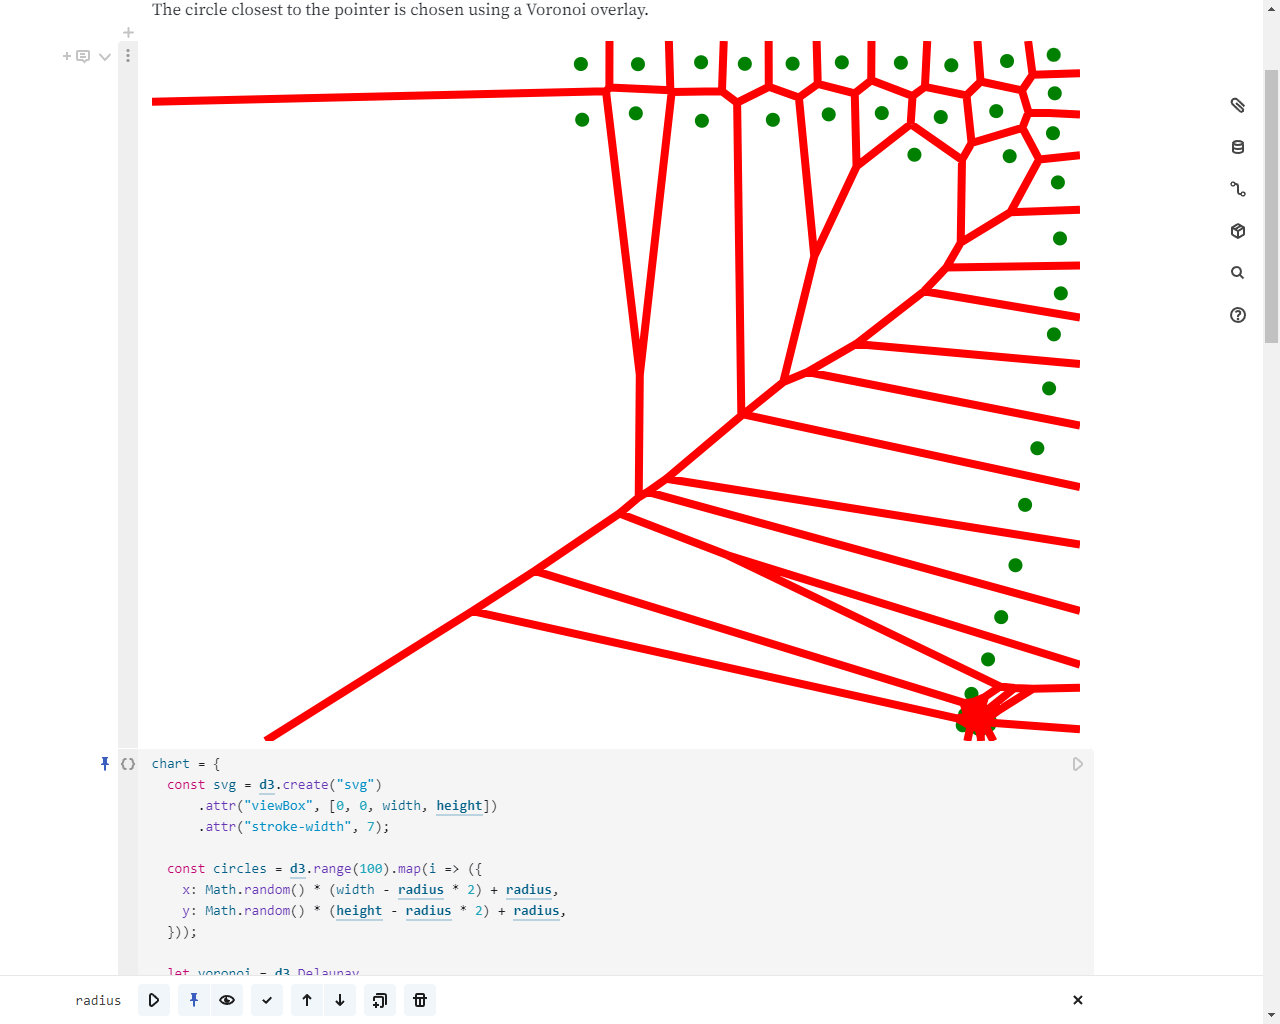 The circle closest to the pointer is chosen using a Voronoi overlay.
chart = {
const svg = d3.create("svg")
.attr("viewBox", [0, 0, width, height])
.attr("stroke-width", 7);
const circles = d3.range(100).map(i => ({
x: Math.random() * (width - radius * 2) + radius,
y: Math.random() * (height - radius * 2) + radius,
}));
let voronoi = d3.Delaunay
radius